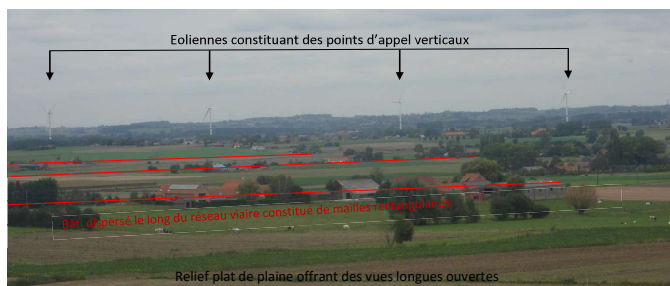 Eoliennes constituant des points d’appel verticaux
Bâti dispersé le long du réseau viaire constitué de mailles rectangulaires
Relief plat de plaine offrant des vues longues ouvertes